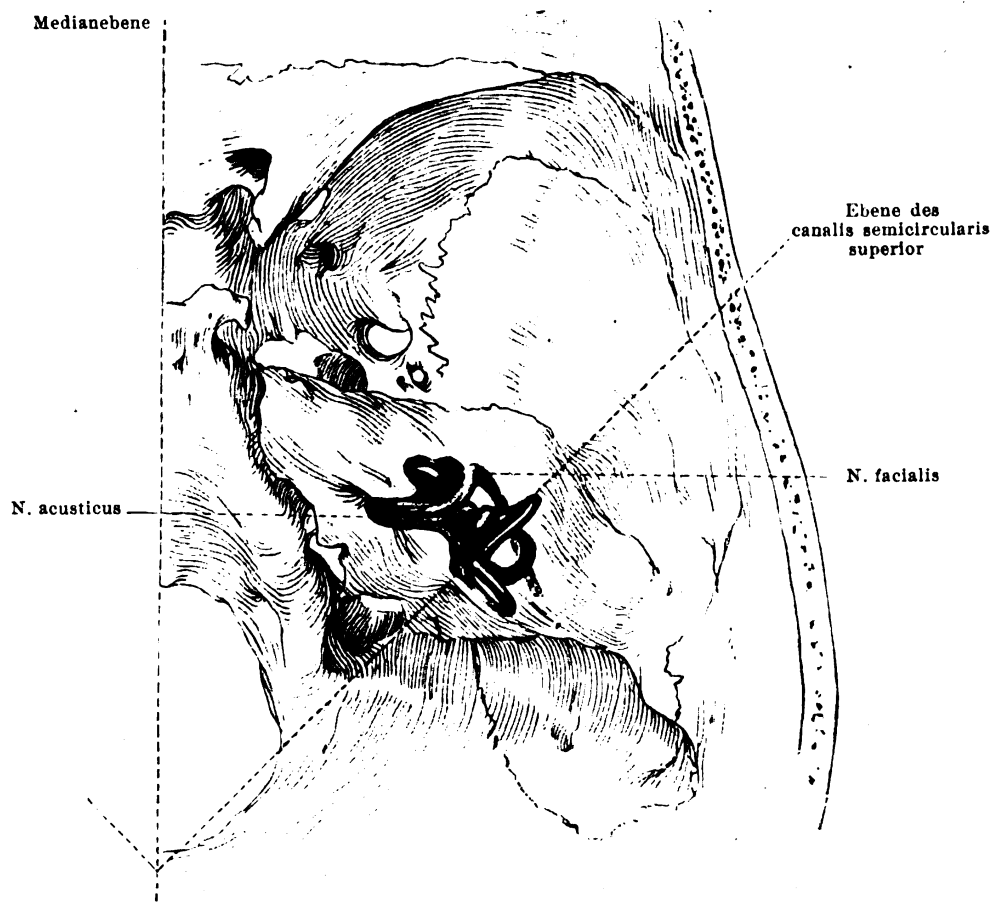 Medianebene
Ebene des
canalis semicircularis
superior
N. facialis
N. acusticus